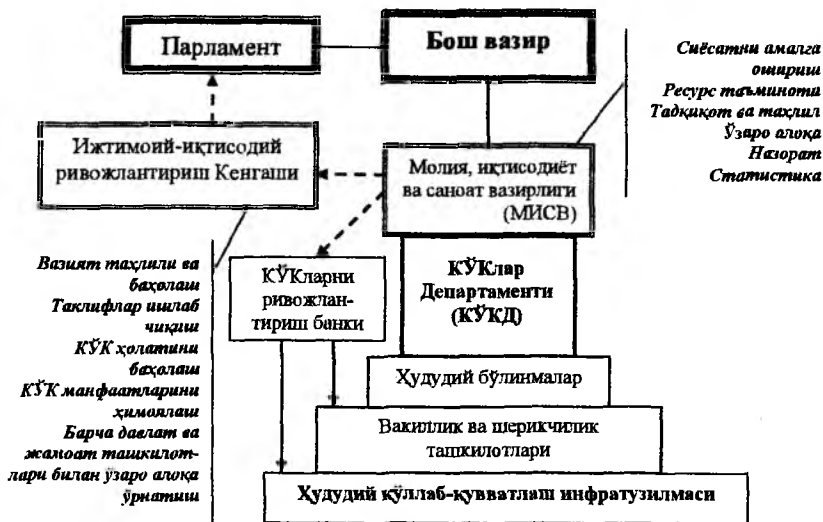 Парламент
Бош вазир
Сиёсатни амалга
ошириш
Ресурс таъминоти
Тадқиқот ва таҳлил
Ўзаро алоқа
Назорат
Статистика
Ижтимоий-иқтисодий
ривожлантириш Кенгаши
Молия, иқтисодиёт
ва саноат вазирлиги
(МИСВ)
Вазият таҳлили ва
баҳолаш
Таклифлар ишлаб
чиқиш
КЎК ҳолатини
баҳолаш
КЎК манфаатларини
ҳимоялаш
Барча давлат ва
жамоат ташкилот-
лари билан ўзаро алоқа
ўрнатиш
КЎКларни
ривожлан-
тириш банки
КЎКлар
Департаменти
(КЎКД)
Ҳудудий бўлинмалар
Вакиллик ва шерикчилик
ташкилотлари
Ҳудудий қўллаб-қувватлаш инфратузилмаси